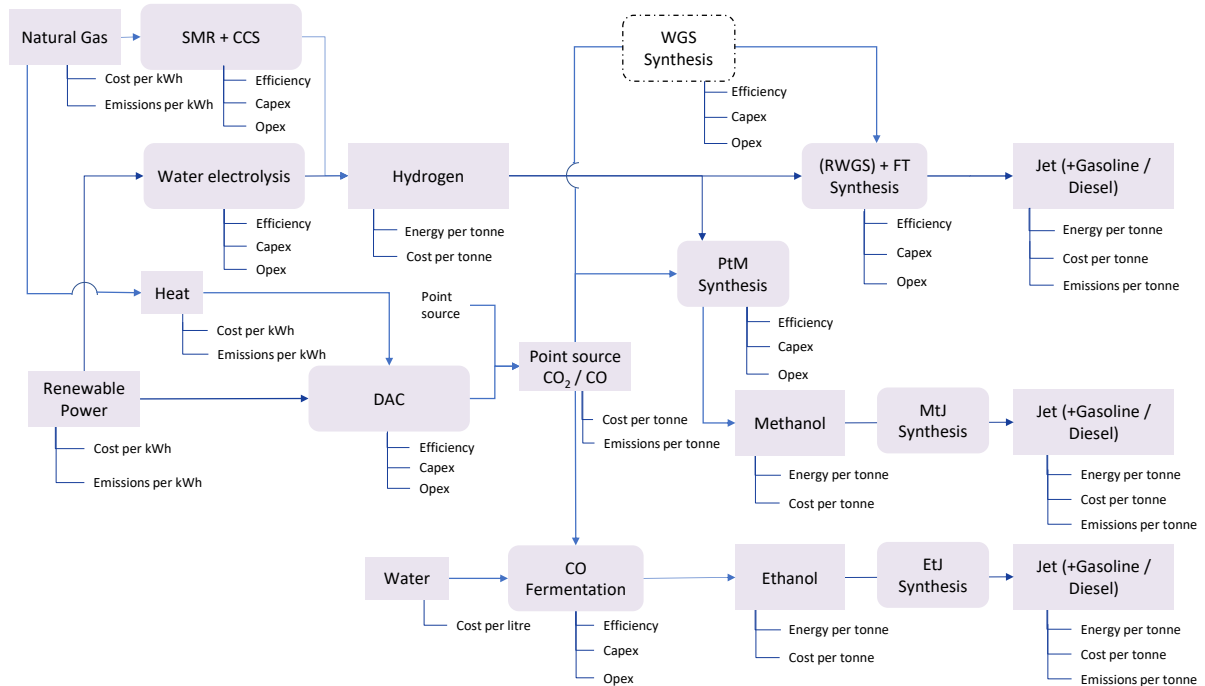 Natural Gas
Cost per kWh
Emissions per kWh
SMR + CCS
Efficiency
Capex
Opex
WGS
Synthesis
Efficiency
Capex
Opex
Water electrolysis
Efficiency
Capex
Opex
Hydrogen
Energy per tonne
Cost per tonne
(RWGS) + FT
Synthesis
Efficiency
Capex
Opex
Jet (+Gasoline /
Diesel)
Energy per tonne
Cost per tonne
Emissions per tonne
PtM
Synthesis
Efficiency
Capex
Opex
Heat
Cost per kWh
Emissions per kWh
Point
source
Point source
CO₂ / CO
Cost per tonne
Emissions per tonne
Renewable
Power
Cost per kWh
Emissions per kWh
DAC
Efficiency
Capex
Opex
Methanol
Energy per tonne
Cost per tonne
MtJ
Synthesis
Jet (+Gasoline /
Diesel)
Energy per tonne
Cost per tonne
Emissions per tonne
Water
Cost per litre
CO
Fermentation
Efficiency
Capex
Opex
Ethanol
Energy per tonne
Cost per tonne
EtJ
Synthesis
Jet (+Gasoline /
Diesel)
Energy per tonne
Cost per tonne
Emissions per tonne